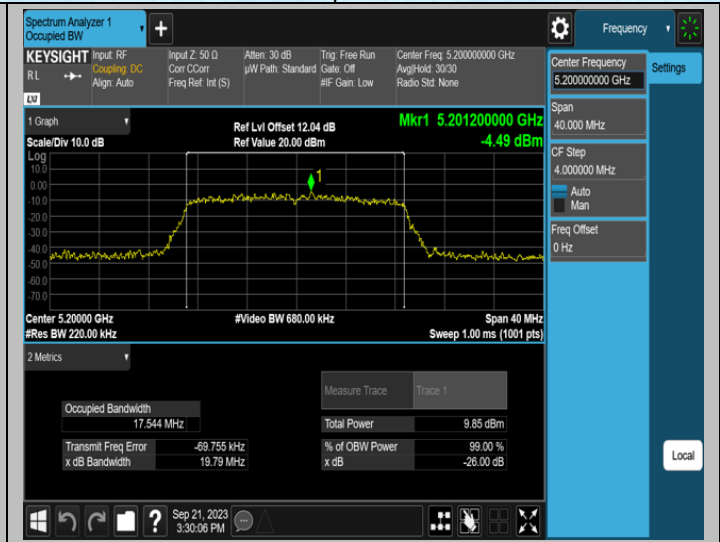 Spectrum Analyzer 1
Occupied BW
Frequency
KEYSIGHT
RL
LXI
Input: RF
Coupling: DC
Align: Auto
Input Z: 50 Ω
Corr CCorr
Freq Ref: Int (S)
Atten: 30 dB
µW Path: Standard
Trig: Free Run
Gate: Off
#IF Gain: Low
Center Freq: 5.200000000 GHz
Avg|Hold: 30/30
Radio Std: None
Center Frequency
5.200000000 GHz
Settings
Span
40.000 MHz
CF Step
4.000000 MHz
Auto
Man
Freq Offset
0 Hz
1 Graph
Scale/Div 10.0 dB
Ref Lvl Offset 12.04 dB
Ref Value 20.00 dBm
Mkr1 5.201200000 GHz
-4.49 dBm
Log
10.0
0.00
-10.0
-20.0
-30.0
-40.0
-50.0
-60.0
-70.0
1
Center 5.20000 GHz
#Res BW 220.00 kHz
#Video BW 680.00 kHz
Span 40 MHz
Sweep 1.00 ms (1001 pts)
2 Metrics
Measure Trace
Trace 1
Occupied Bandwidth
17.544 MHz
Total Power
9.85 dBm
Transmit Freq Error
-69.755 kHz
% of OBW Power
99.00 %
x dB Bandwidth
19.79 MHz
x dB
-26.00 dB
Local
?
Sep 21, 2023
3:30:06 PM